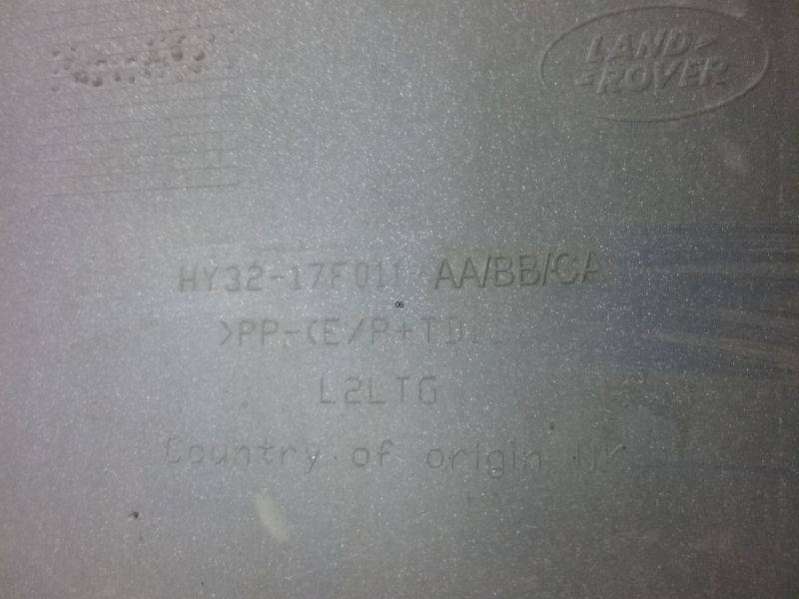 LAND-
-ROVER
HY32-17F011 AA/BB/CA
>PP-(E/P+TD
L2LTG
Country of origin UK